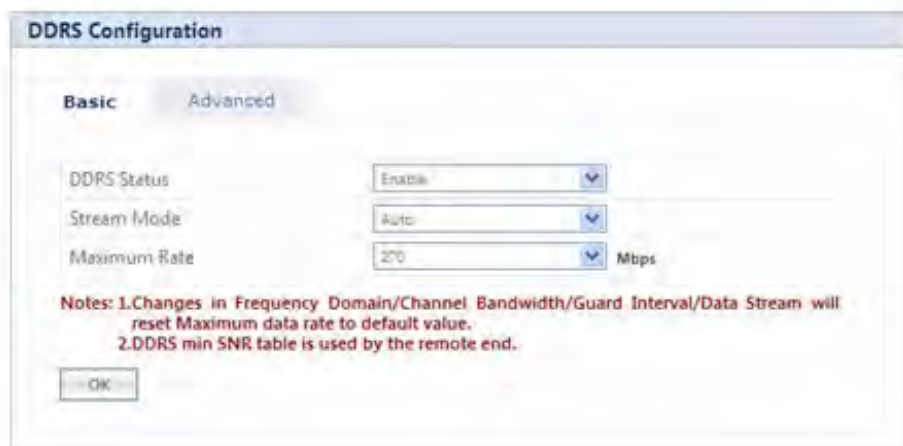 DDRS Configuration
Basic Advanced
DDRS Status Enable
Stream Mode Auto
Maximum Rate 270 Mbps
Notes: 1.Changes in Frequency Domain/Channel Bandwidth/Guard Interval/Data Stream will
reset Maximum data rate to default value.
2.DDRS min SNR table is used by the remote end.
OK